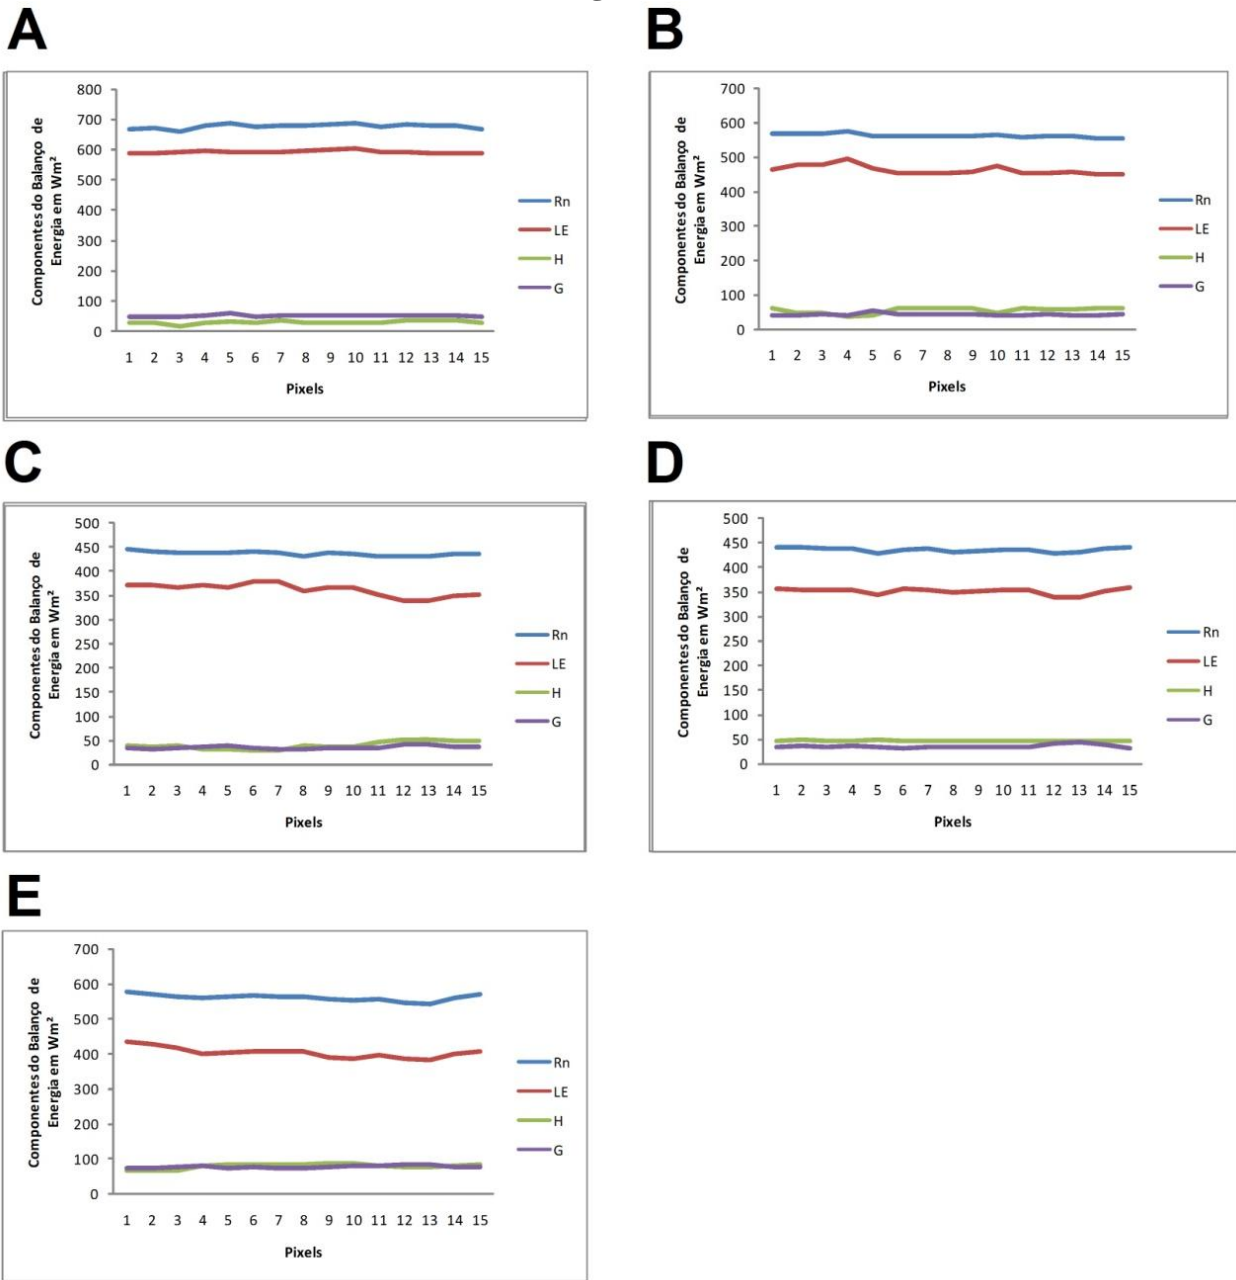 A
Componentes do Balanço de
Energia em Wm²
800
700
600
500
400
300
200
100
0
1 2 3 4 5 6 7 8 9 10 11 12 13 14 15
Pixels
Rn
LE
H
G
B
Componentes do Balanço de
Energia em Wm²
700
600
500
400
300
200
100
0
1 2 3 4 5 6 7 8 9 10 11 12 13 14 15
Pixels
Rn
LE
H
G
C
Componentes do Balanço de
Energia em Wm²
500
450
400
350
300
250
200
150
100
50
0
1 2 3 4 5 6 7 8 9 10 11 12 13 14 15
Pixels
Rn
LE
H
G
D
Componentes do Balanço de
Energia em Wm²
500
450
400
350
300
250
200
150
100
50
0
1 2 3 4 5 6 7 8 9 10 11 12 13 14 15
Pixels
Rn
LE
H
G
E
Componentes do Balanço de
Energia em Wm²
700
600
500
400
300
200
100
0
1 2 3 4 5 6 7 8 9 10 11 12 13 14 15
Pixels
Rn
LE
H
G